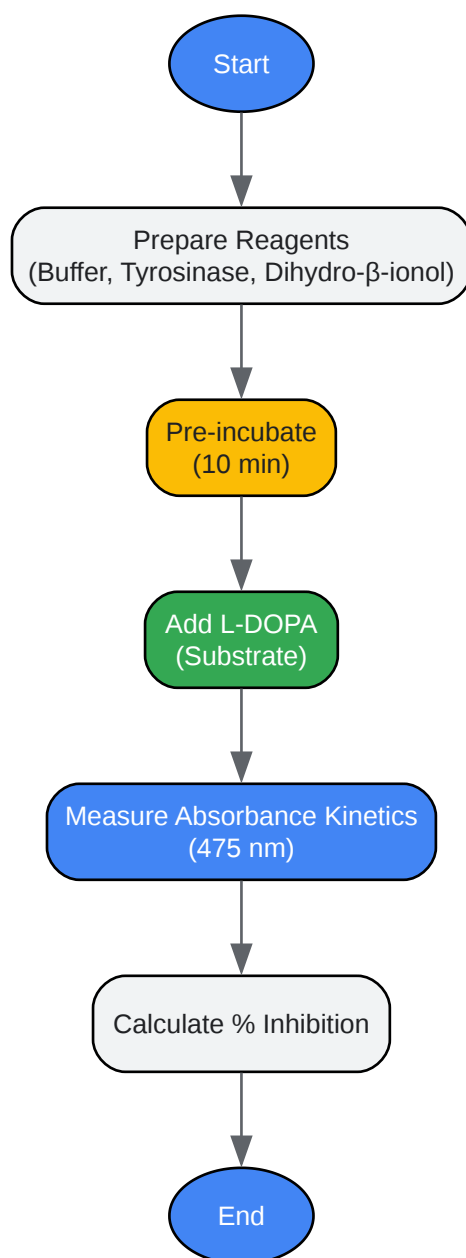 Start
Prepare Reagents
(Buffer, Tyrosinase, Dihydro-β-ionol)
Pre-incubate
(10 min)
Add L-DOPA
(Substrate)
Measure Absorbance Kinetics
(475 nm)
Calculate % Inhibition
End